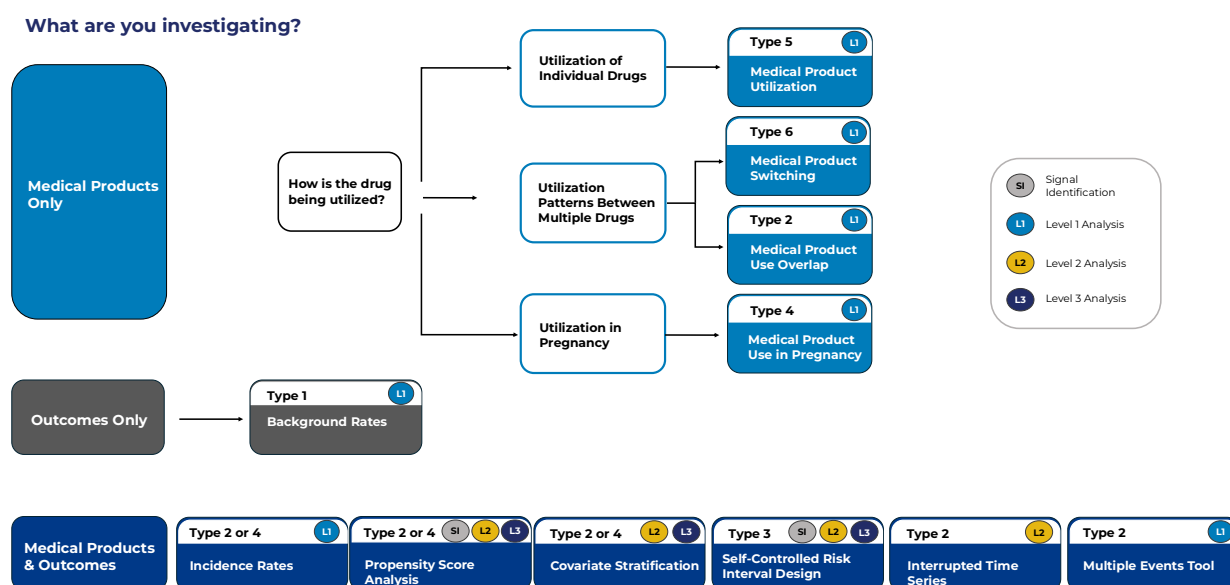 What are you investigating?
Medical Products
Only
How is the drug
being utilized?
Utilization of
Individual Drugs
Type 5
L1
Medical Product
Utilization
Utilization
Patterns Between
Multiple Drugs
Type 6
L1
Medical Product
Switching
Type 2
L1
Medical Product
Use Overlap
Utilization in
Pregnancy
Type 4
L1
Medical Product
Use in Pregnancy
SI
Signal
Identification
L1
Level 1 Analysis
L2
Level 2 Analysis
L3
Level 3 Analysis
Outcomes Only
Type 1
L1
Background Rates
Medical Products
& Outcomes
Type 2 or 4
L1
Incidence Rates
Type 2 or 4
SI
L2
L3
Propensity Score
Analysis
Type 2 or 4
L2
L3
Covariate Stratification
Type 3
SI
L2
L3
Self-Controlled Risk
Interval Design
Type 2
L2
Interrupted Time
Series
Type 2
L1
Multiple Events Tool